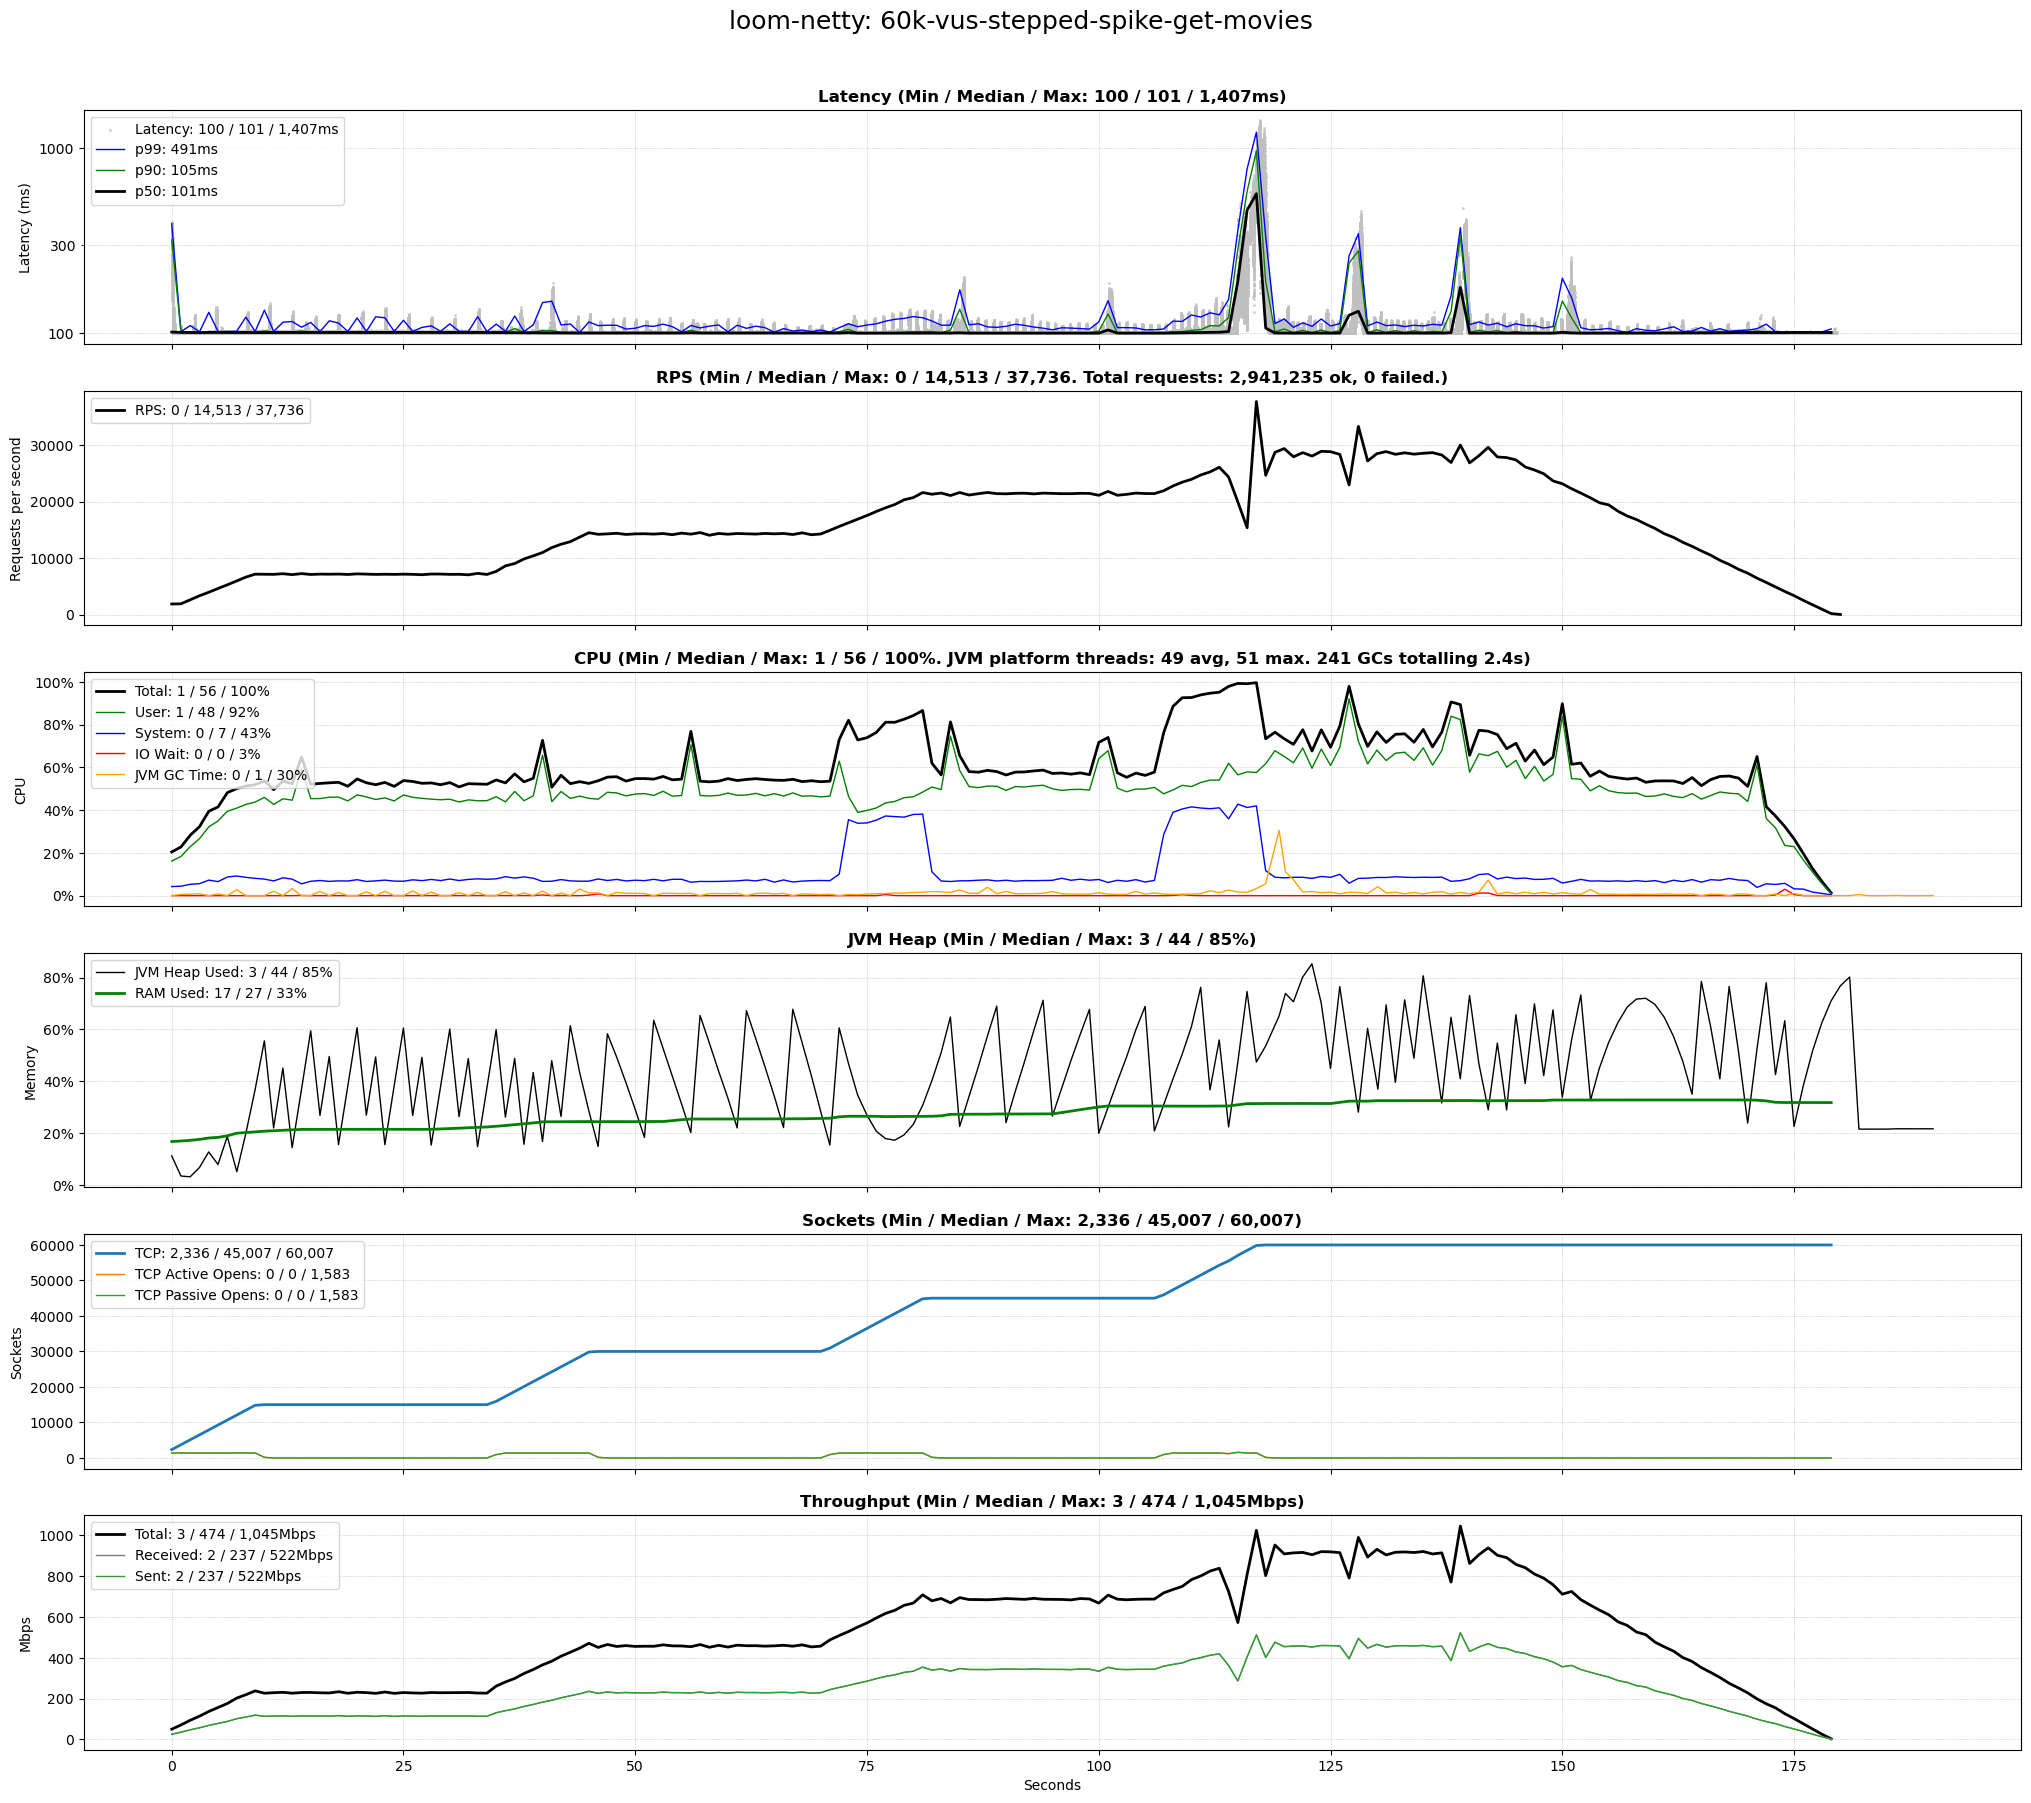 loom-netty: 60k-vus-stepped-spike-get-movies
Latency (Min / Median / Max: 100 / 101 / 1,407ms)
Latency (ms)
1000
300
100
Latency: 100 / 101 / 1,407ms
p99: 491ms
p90: 105ms
p50: 101ms
RPS (Min / Median / Max: 0 / 14,513 / 37,736. Total requests: 2,941,235 ok, 0 failed.)
Requests per second
30000
20000
10000
0
RPS: 0 / 14,513 / 37,736
CPU (Min / Median / Max: 1 / 56 / 100%. JVM platform threads: 49 avg, 51 max. 241 GCs totalling 2.4s)
CPU
100%
80%
60%
40%
20%
0%
Total: 1 / 56 / 100%
User: 1 / 48 / 92%
System: 0 / 7 / 43%
IO Wait: 0 / 0 / 3%
JVM GC Time: 0 / 1 / 30%
JVM Heap (Min / Median / Max: 3 / 44 / 85%)
Memory
80%
60%
40%
20%
0%
JVM Heap Used: 3 / 44 / 85%
RAM Used: 17 / 27 / 33%
Sockets (Min / Median / Max: 2,336 / 45,007 / 60,007)
Sockets
60000
50000
40000
30000
20000
10000
0
TCP: 2,336 / 45,007 / 60,007
TCP Active Opens: 0 / 0 / 1,583
TCP Passive Opens: 0 / 0 / 1,583
Throughput (Min / Median / Max: 3 / 474 / 1,045Mbps)
Mbps
1000
800
600
400
200
0
Total: 3 / 474 / 1,045Mbps
Received: 2 / 237 / 522Mbps
Sent: 2 / 237 / 522Mbps
0 25 50 75 100 125 150 175
Seconds